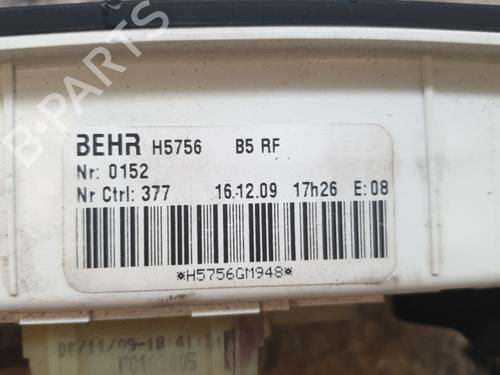 B-PARTS
BEHR H5756 B5 RF
Nr: 0152
Nr Ctrl: 377 16.12.09 17h26 E: 08
*H5756GM948*